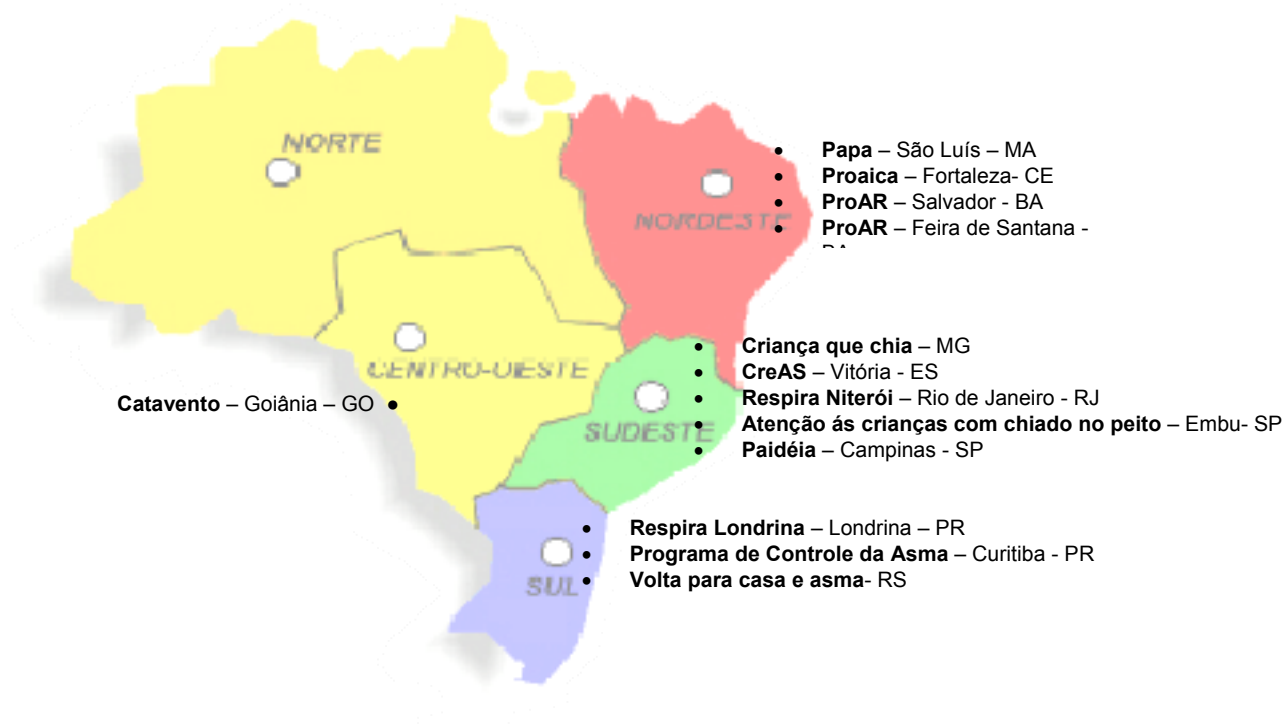 NORTE
• Papa – São Luís – MA
• Proaica – Fortaleza- CE
• ProAR – Salvador - BA
NORDESTE
• ProAR – Feira de Santana -
• Criança que chia – MG
CENTRO-OESTE
• CreAS – Vitória - ES
Catavento – Goiânia – GO •
• Respira Niterói – Rio de Janeiro - RJ
SUDESTE
• Atenção ás crianças com chiado no peito – Embu- SP
• Paidéia – Campinas - SP
• Respira Londrina – Londrina – PR
• Programa de Controle da Asma – Curitiba - PR
SUL
• Volta para casa e asma- RS